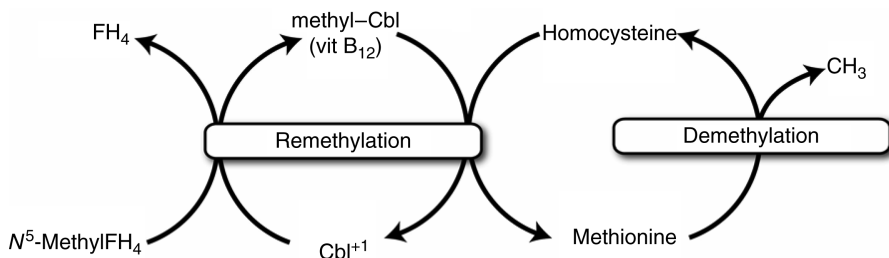 FH₄
methyl–Cbl
(vit B₁₂)
Homocysteine
CH₃
Remethylation
Demethylation
N⁵-MethylFH₄
Cbl⁺¹
Methionine